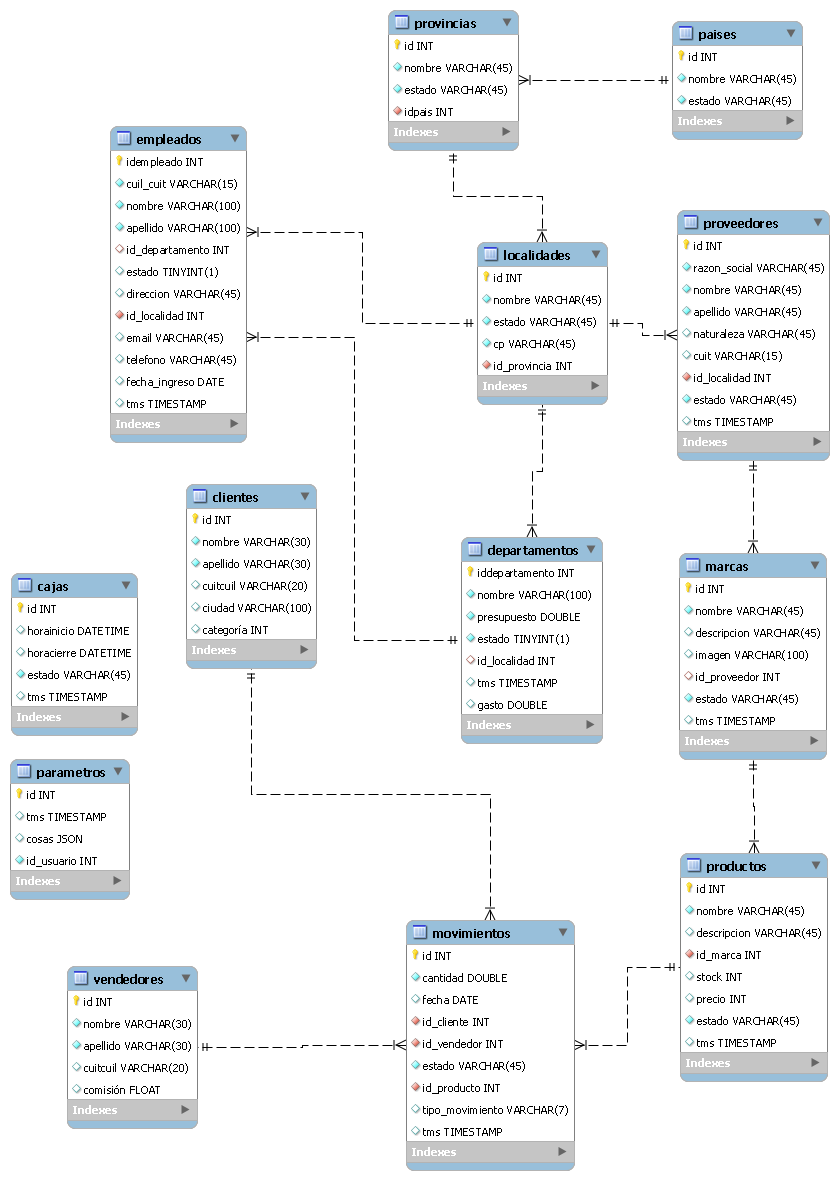 provincias
id INT
nombre VARCHAR(45)
estado VARCHAR(45)
idpais INT
Indexes
paises
id INT
nombre VARCHAR(45)
estado VARCHAR(45)
Indexes
empleados
idempleado INT
cuil_cuit VARCHAR(15)
nombre VARCHAR(100)
apellido VARCHAR(100)
id_departamento INT
estado TINYINT(1)
direccion VARCHAR(45)
id_localidad INT
email VARCHAR(45)
telefono VARCHAR(45)
fecha_ingreso DATE
tms TIMESTAMP
Indexes
localidades
id INT
nombre VARCHAR(45)
estado VARCHAR(45)
cp VARCHAR(45)
id_provincia INT
Indexes
proveedores
id INT
razon_social VARCHAR(45)
nombre VARCHAR(45)
apellido VARCHAR(45)
naturaleza VARCHAR(45)
cuit VARCHAR(15)
id_localidad INT
estado VARCHAR(45)
tms TIMESTAMP
Indexes
clientes
id INT
nombre VARCHAR(30)
apellido VARCHAR(30)
cuitcuil VARCHAR(20)
ciudad VARCHAR(100)
categoría INT
Indexes
departamentos
iddepartamento INT
nombre VARCHAR(100)
presupuesto DOUBLE
estado TINYINT(1)
id_localidad INT
tms TIMESTAMP
gasto DOUBLE
Indexes
marcas
id INT
nombre VARCHAR(45)
descripcion VARCHAR(45)
imagen VARCHAR(100)
id_proveedor INT
estado VARCHAR(45)
tms TIMESTAMP
Indexes
cajas
id INT
horainicio DATETIME
horacierre DATETIME
estado VARCHAR(45)
tms TIMESTAMP
Indexes
parametros
id INT
tms TIMESTAMP
cosas JSON
id_usuario INT
Indexes
productos
id INT
nombre VARCHAR(45)
descripcion VARCHAR(45)
id_marca INT
stock INT
precio INT
estado VARCHAR(45)
tms TIMESTAMP
Indexes
movimientos
id INT
cantidad DOUBLE
fecha DATE
id_cliente INT
id_vendedor INT
estado VARCHAR(45)
id_producto INT
tipo_movimiento VARCHAR(7)
tms TIMESTAMP
Indexes
vendedores
id INT
nombre VARCHAR(30)
apellido VARCHAR(30)
cuitcuil VARCHAR(20)
comisión FLOAT
Indexes